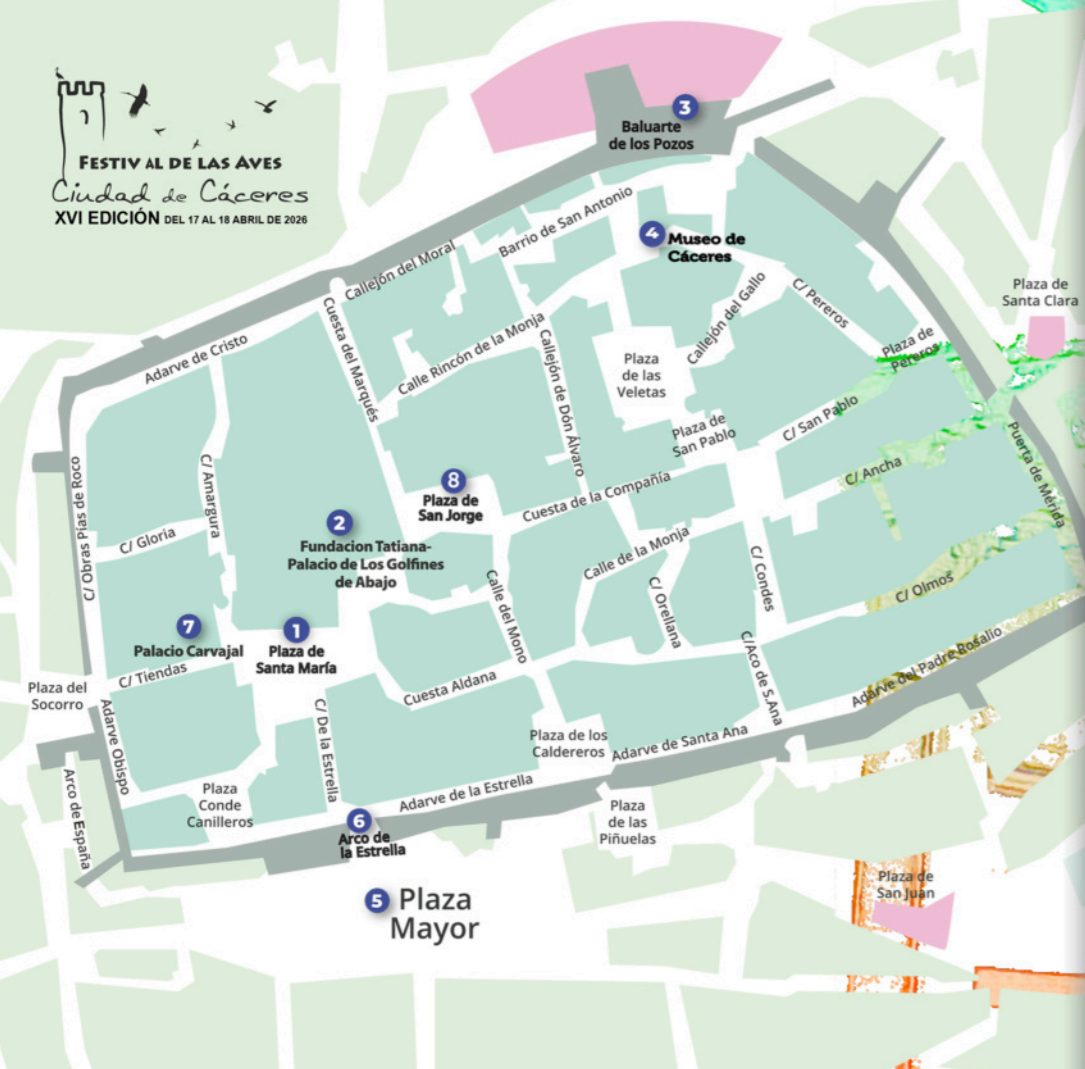 FESTIVAL DE LAS AVES
Ciudad de Cáceres
XVI EDICIÓN DEL 17 AL 18 ABRIL DE 2026
3
Baluarte
de los Pozos
Barrio de San Antonio
4 Museo de
Cáceres
Callejón del Moral
Cuesta del Marqués
Calle Rincón de la Monja
Callejón de Dón Álvaro
Callejón del Gallo
C/ Pereros
Plaza de
Pereros
Plaza de
Santa Clara
Adarve de Cristo
Plaza
de las
Veletas
Plaza de
San Pablo
C/ San Pablo
C/ Ancha
Puerta de Mérida
C/ Obras Pías de Roco
C/ Amargura
C/ Gloria
8
Plaza de
San Jorge
Cuesta de la Compañía
2
Fundacion Tatiana-
Palacio de Los Golfines
de Abajo
Calle de la Monja
Calle del Mono
C/ Orellana
C/ Condes
C/ Olmos
7
Palacio Carvajal
1
Plaza de
Santa María
C/ Tiendas
Plaza del
Socorro
Cuesta Aldana
C/Aco de S.Ana
Adarve del Padre Rosalio
Adarve Obispo
C/ De la Estrella
Plaza de los
Caldereros
Adarve de Santa Ana
Plaza
Conde
Canilleros
Adarve de la Estrella
Arco de España
6
Arco de
la Estrella
Plaza
de las
Piñuelas
5 Plaza
Mayor
Plaza de
San Juan